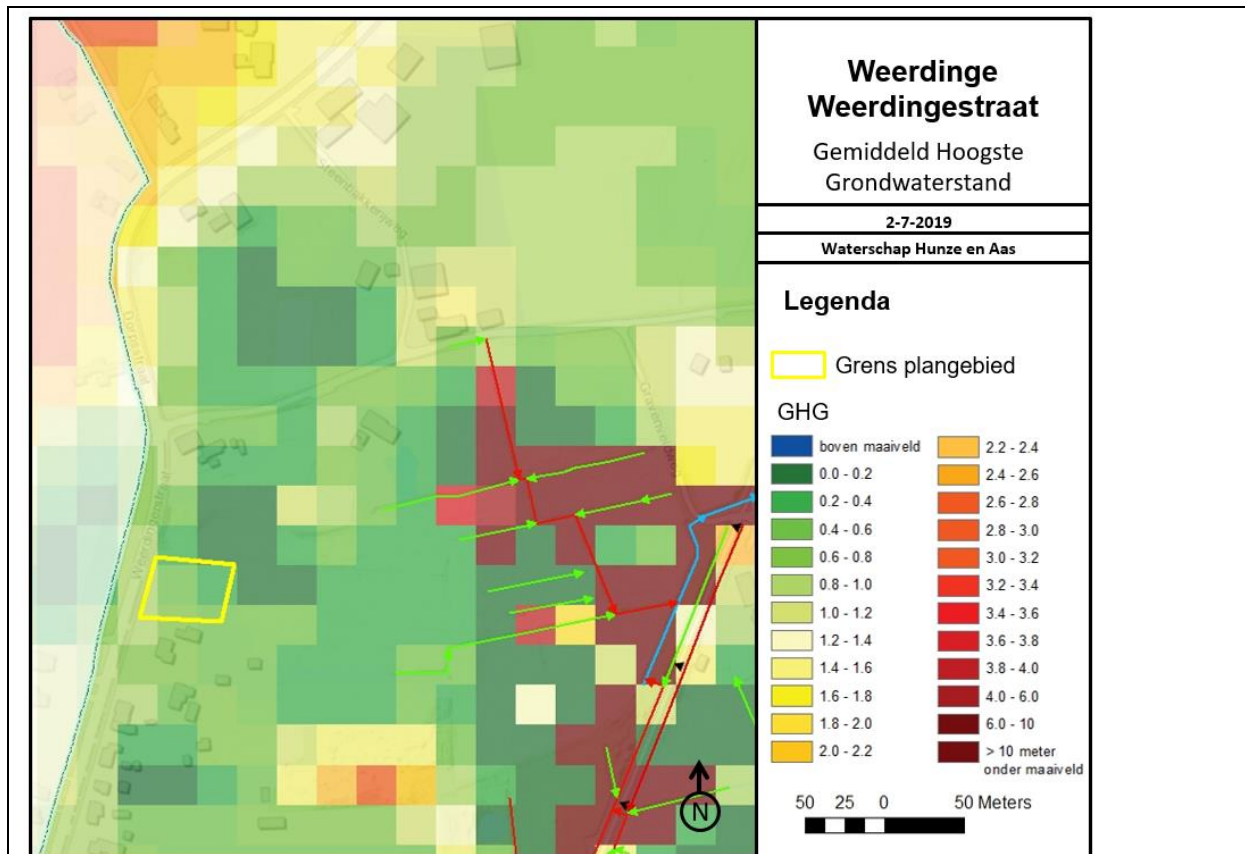 Weerdinge
Weerdingestraat
Gemiddeld Hoogste
Grondwaterstand
2-7-2019
Waterschap Hunze en Aas
Legenda
Grens plangebied
GHG
boven maaiveld
0.0 - 0.2
0.2 - 0.4
0.4 - 0.6
0.6 - 0.8
0.8 - 1.0
1.0 - 1.2
1.2 - 1.4
1.4 - 1.6
1.6 - 1.8
1.8 - 2.0
2.0 - 2.2
2.2 - 2.4
2.4 - 2.6
2.6 - 2.8
2.8 - 3.0
3.0 - 3.2
3.2 - 3.4
3.4 - 3.6
3.6 - 3.8
3.8 - 4.0
4.0 - 6.0
6.0 - 10
> 10 meter
onder maaiveld
50 25 0 50 Meters
N
Steenbakkerijweg
Dorpsstraat
Weerdingerstraat
Gravenveldweg